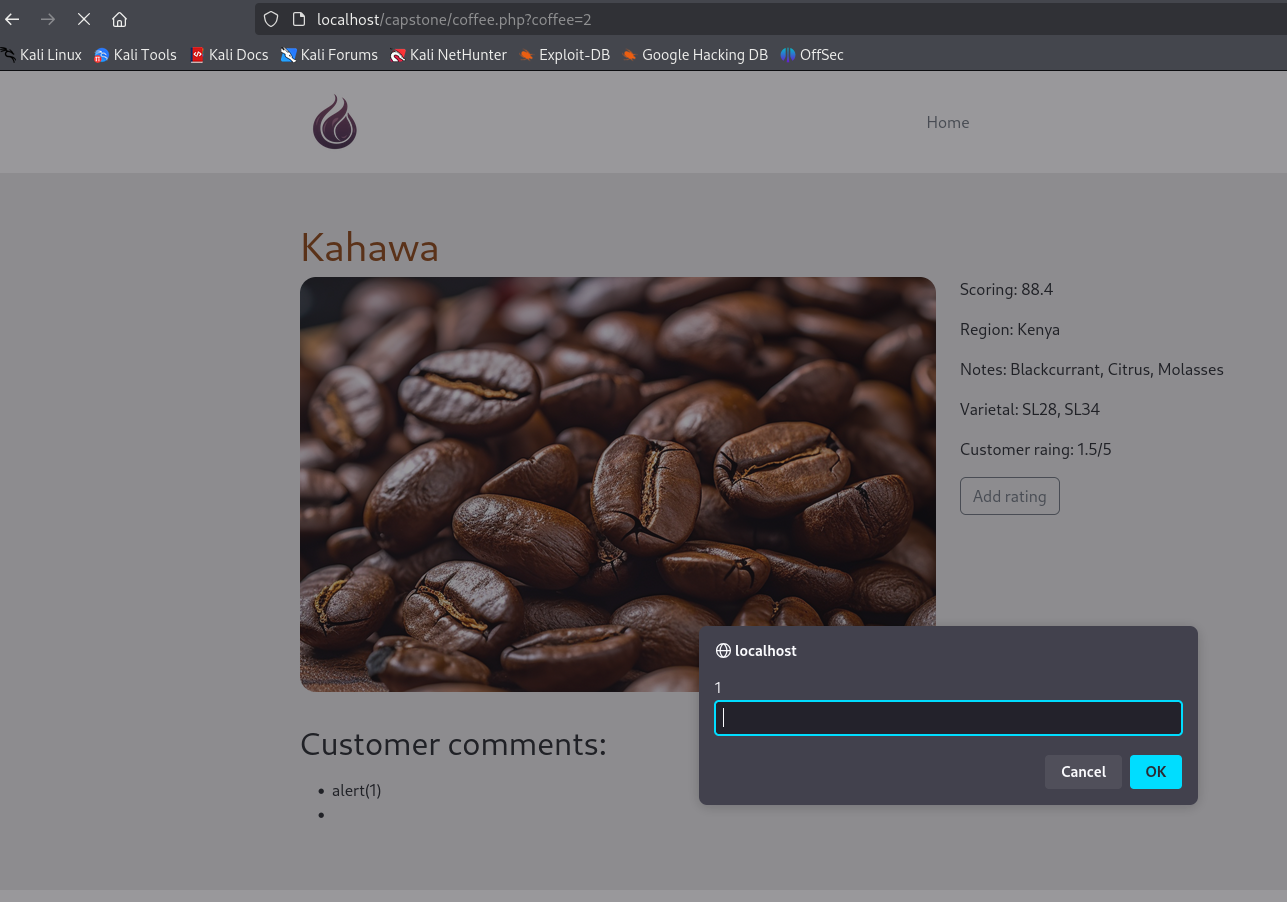 localhost/capstone/coffee.php?coffee=2
Kali Linux Kali Tools Kali Docs Kali Forums Kali NetHunter Exploit-DB Google Hacking DB OffSec
Home
Kahawa
Scoring: 88.4
Region: Kenya
Notes: Blackcurrant, Citrus, Molasses
Varietal: SL28, SL34
Customer raing: 1.5/5
Add rating
localhost
1
Cancel OK
Customer comments:
• alert(1)
•